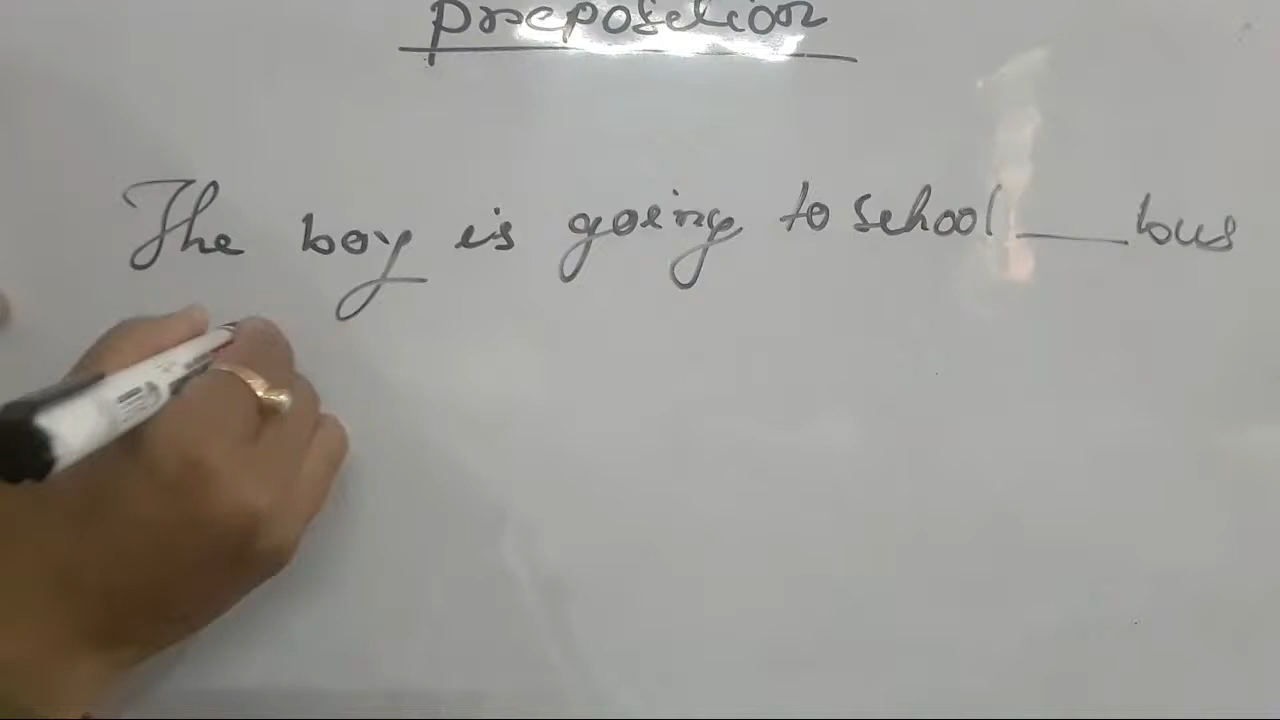 preposition
The boy is going to school ___ bus